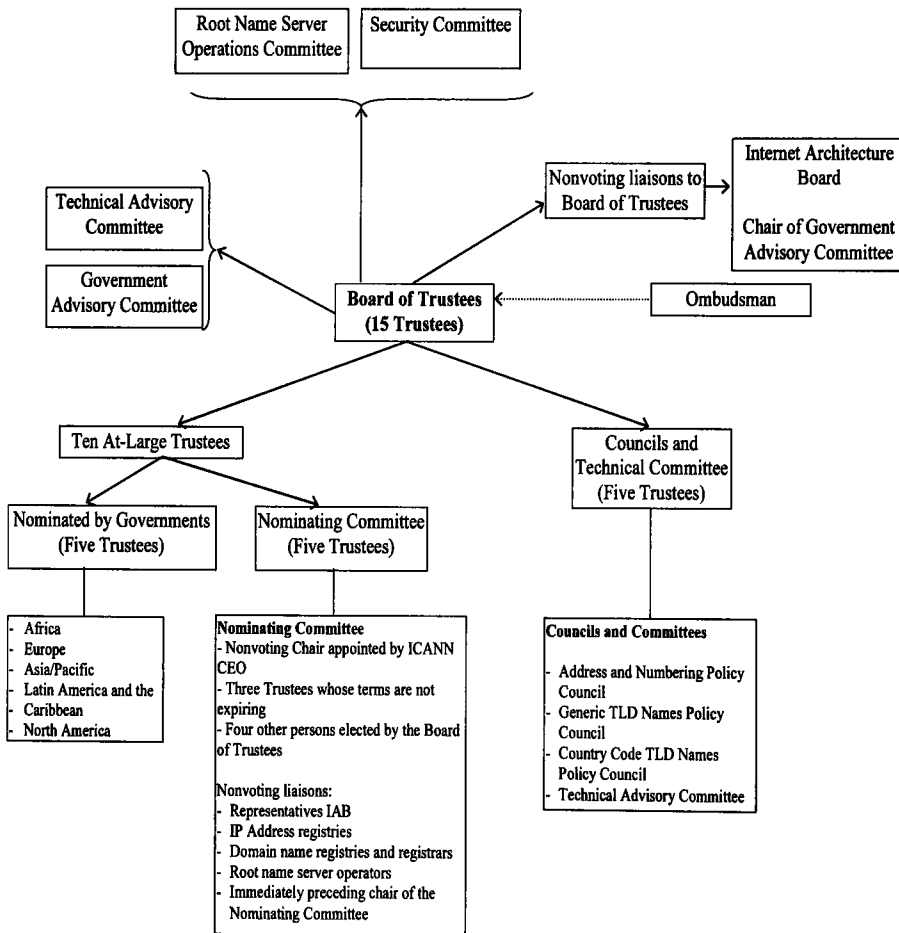 Root Name Server
Operations Committee
Security Committee
Internet Architecture
Board
Chair of Government
Advisory Committee
Nonvoting liaisons to
Board of Trustees
Technical Advisory
Committee
Government
Advisory Committee
Board of Trustees
(15 Trustees)
Ombudsman
Ten At-Large Trustees
Councils and
Technical Committee
(Five Trustees)
Nominated by Governments
(Five Trustees)
Nominating Committee
(Five Trustees)
- Africa
- Europe
- Asia/Pacific
- Latin America and the
- Caribbean
- North America
Nominating Committee
- Nonvoting Chair appointed by ICANN
CEO
- Three Trustees whose terms are not
expiring
- Four other persons elected by the Board
of Trustees
Nonvoting liaisons:
- Representatives IAB
- IP Address registries
- Domain name registries and registrars
- Root name server operators
- Immediately preceding chair of the
Nominating Committee
Councils and Committees
- Address and Numbering Policy
Council
- Generic TLD Names Policy
Council
- Country Code TLD Names
Policy Council
- Technical Advisory Committee